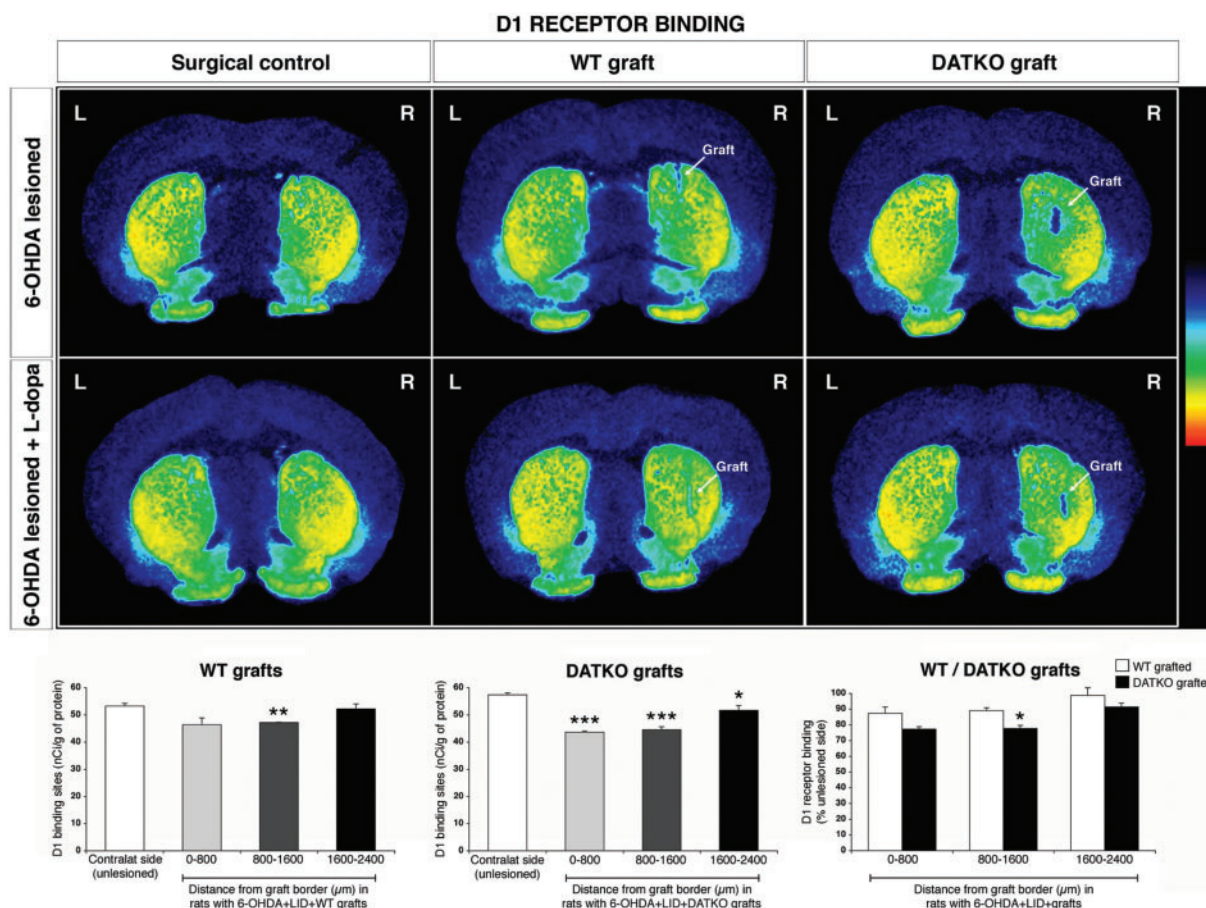 D1 RECEPTOR BINDING
Surgical control
WT graft
DATKO graft
6-OHDA lesioned
L
R
L
R
Graft
L
R
Graft
6-OHDA lesioned + L-dopa
L
R
L
R
Graft
L
R
Graft
WT grafts
D1 binding sites (nCi/g of protein)
60
50
40
30
20
10
0
**
Contralat side
(unlesioned)
0-800
800-1600
1600-2400
Distance from graft border (µm) in
rats with 6-OHDA+LID+WT grafts
DATKO grafts
D1 binding sites (nCi/g of protein)
60
50
40
30
20
10
0
***
***
*
Contralat side
(unlesioned)
0-800
800-1600
1600-2400
Distance from graft border (µm) in
rats with 6-OHDA+LID+DATKO grafts
WT / DATKO grafts
WT grafted
DATKO grafted
D1 receptor binding
(% unlesioned side)
100
90
80
70
60
50
40
30
20
10
0
*
0-800
800-1600
1600-2400
Distance from graft border (µm) in
rats with 6-OHDA+LID+grafts